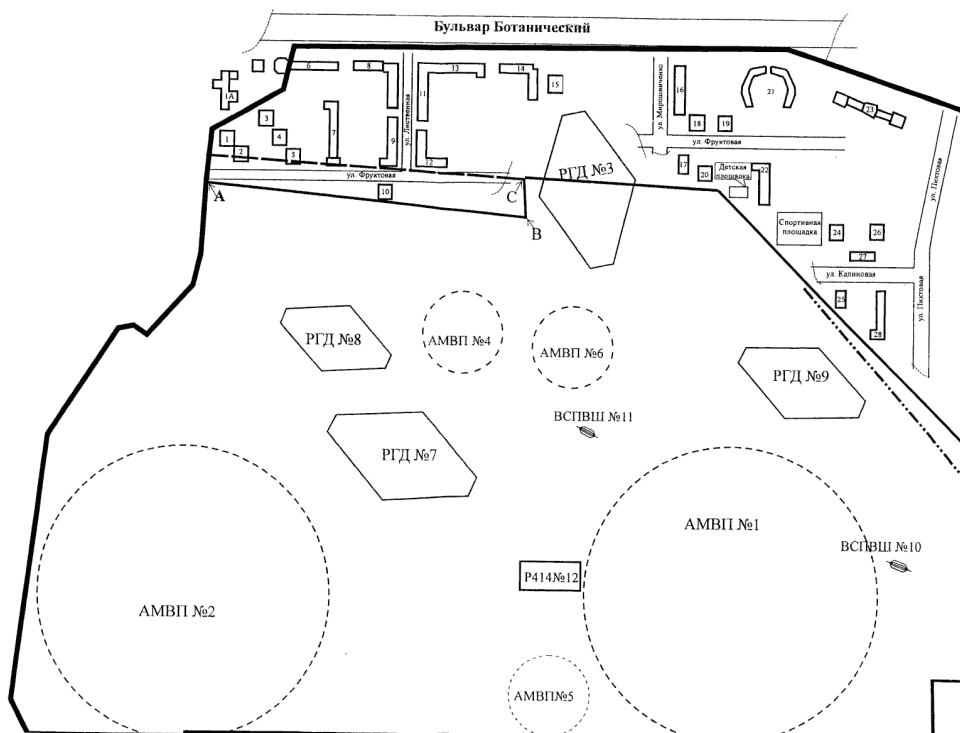 Бульвар Ботанический
6
8
13
14
15
1А
11
16
21
23
3
ул. Лиственная
ул. Мирошниченко
18
19
1
4
7
9
ул. Фруктовая
2
5
12
ул. Фруктовая
РГД №3
17
20
Детская
площадка
22
ул. Пихтовая
10
А
С
В
Спортивная
площадка
24
26
27
ул. Калиновая
ул. Пихтовая
25
28
РГД №8
АМВП №4
АМВП №6
РГД №9
ВСПВШ №11
РГД №7
АМВП №1
ВСПВШ №10
Р414№12
АМВП №2
АМВП№5